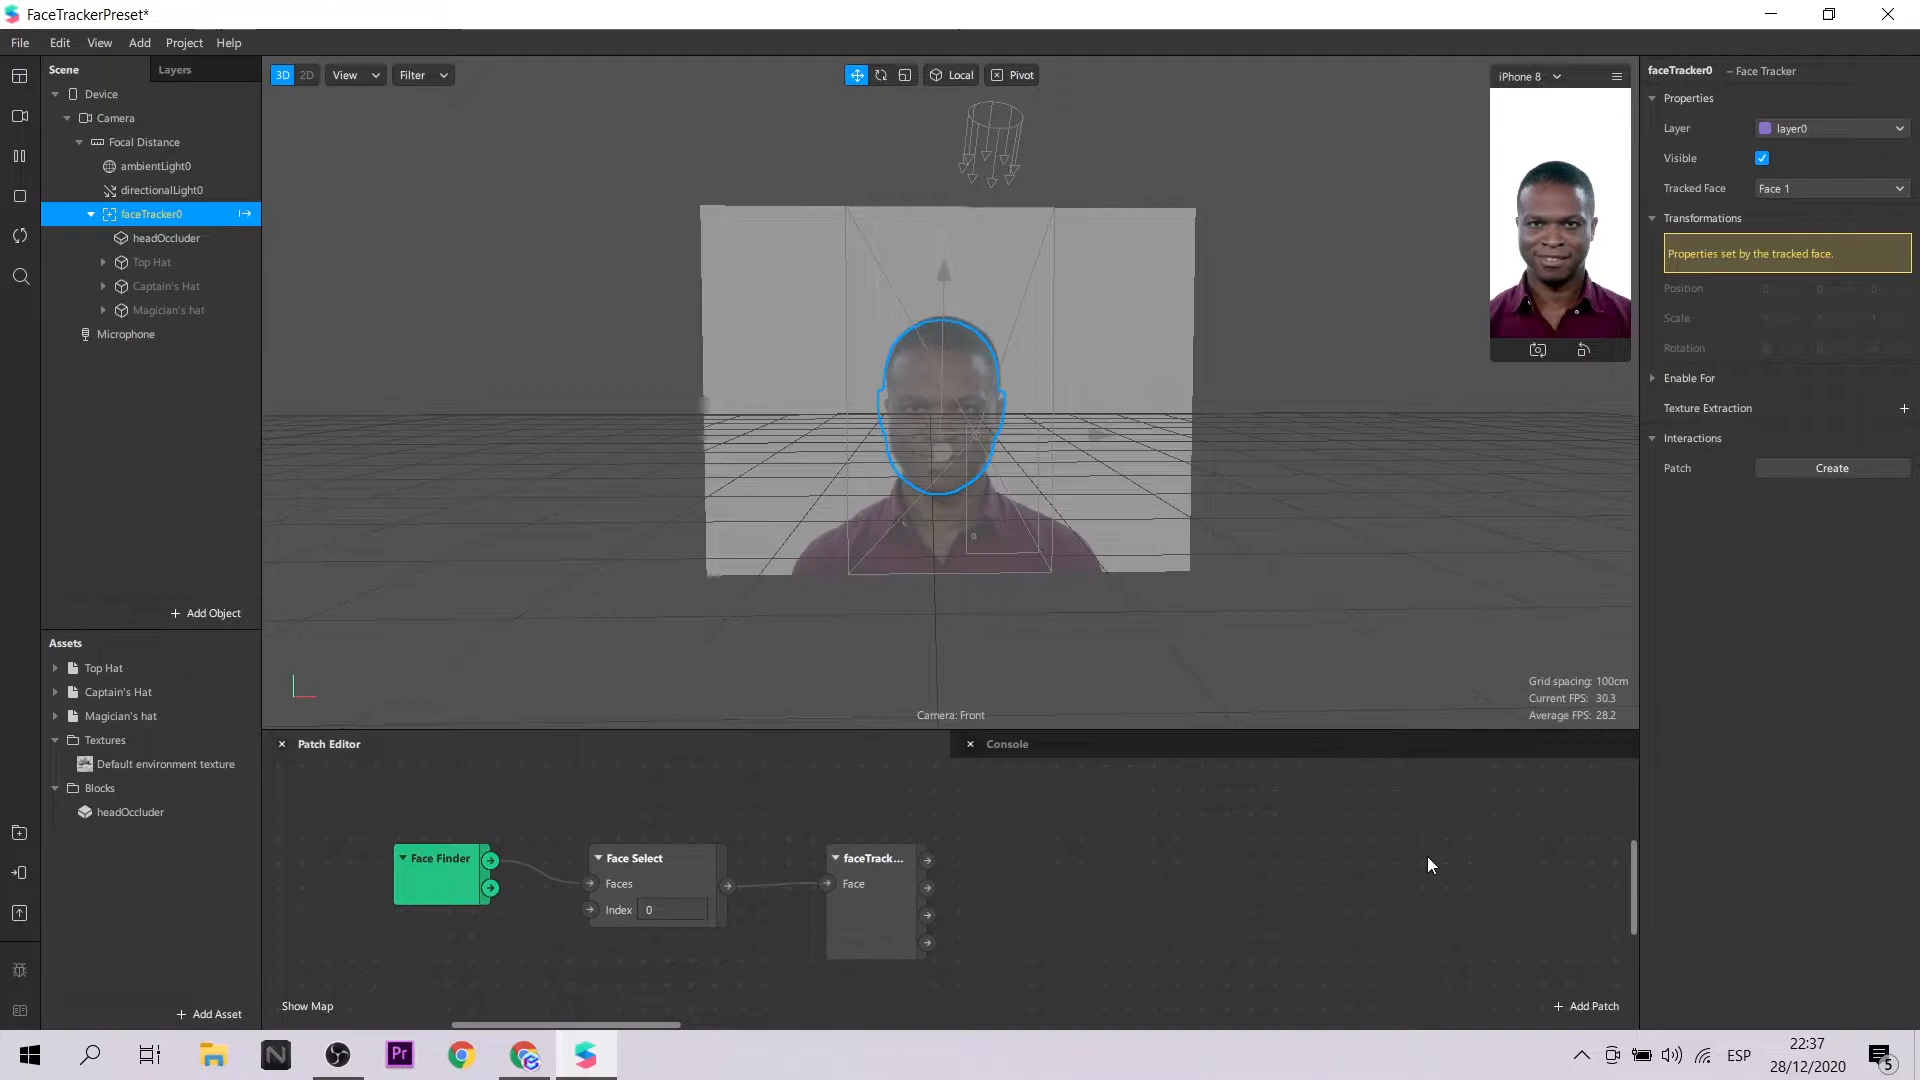 FaceTrackerPreset*
File Edit View Add Project Help
Scene Layers
Device
Camera
Focal Distance
ambientLight0
directionalLight0
faceTracker0
headOccluder
Top Hat
Captain's Hat
Magician's hat
Microphone
+ Add Object
Assets
Top Hat
Captain's Hat
Magician's hat
Textures
Default environment texture
Blocks
headOccluder
+ Add Asset
3D 2D View Filter
Local Pivot
iPhone 8
Grid spacing: 100cm
Current FPS: 30.3
Average FPS: 28.2
Camera: Front
Patch Editor
Console
Face Finder
Face Select
Faces
Index 0
faceTrack...
Face
Show Map
+ Add Patch
faceTracker0 – Face Tracker
Properties
Layer layer0
Visible
Tracked Face Face 1
Transformations
Properties set by the tracked face.
Position
Scale
Rotation
Enable For
Texture Extraction +
Interactions
Patch Create
Pr
ESP
22:37
28/12/2020
5